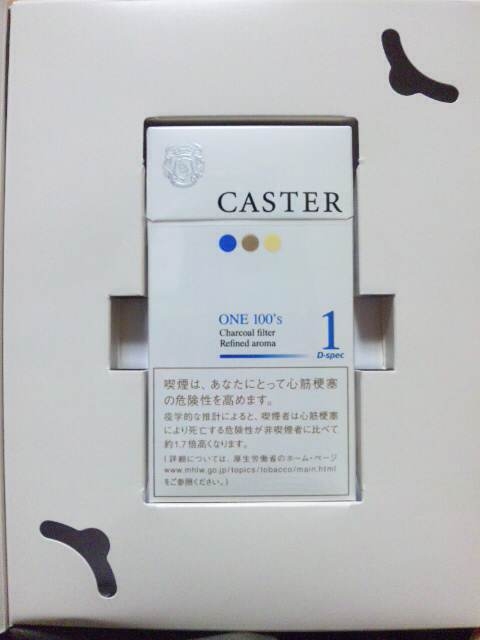 CASTER
ONE 100's
Charcoal filter
Refined aroma
1
D-spec
喫煙は、あなたにとって心筋梗塞
の危険性を高めます。
疫学的な推計によると、喫煙者は心筋梗塞
により死亡する危険性が非喫煙者に比べて
約1.7倍高くなります。
(詳細については、厚生労働省のホーム・ページ
www.mhlw.go.jp/topics/tobacco/main.html
をご参照ください。)